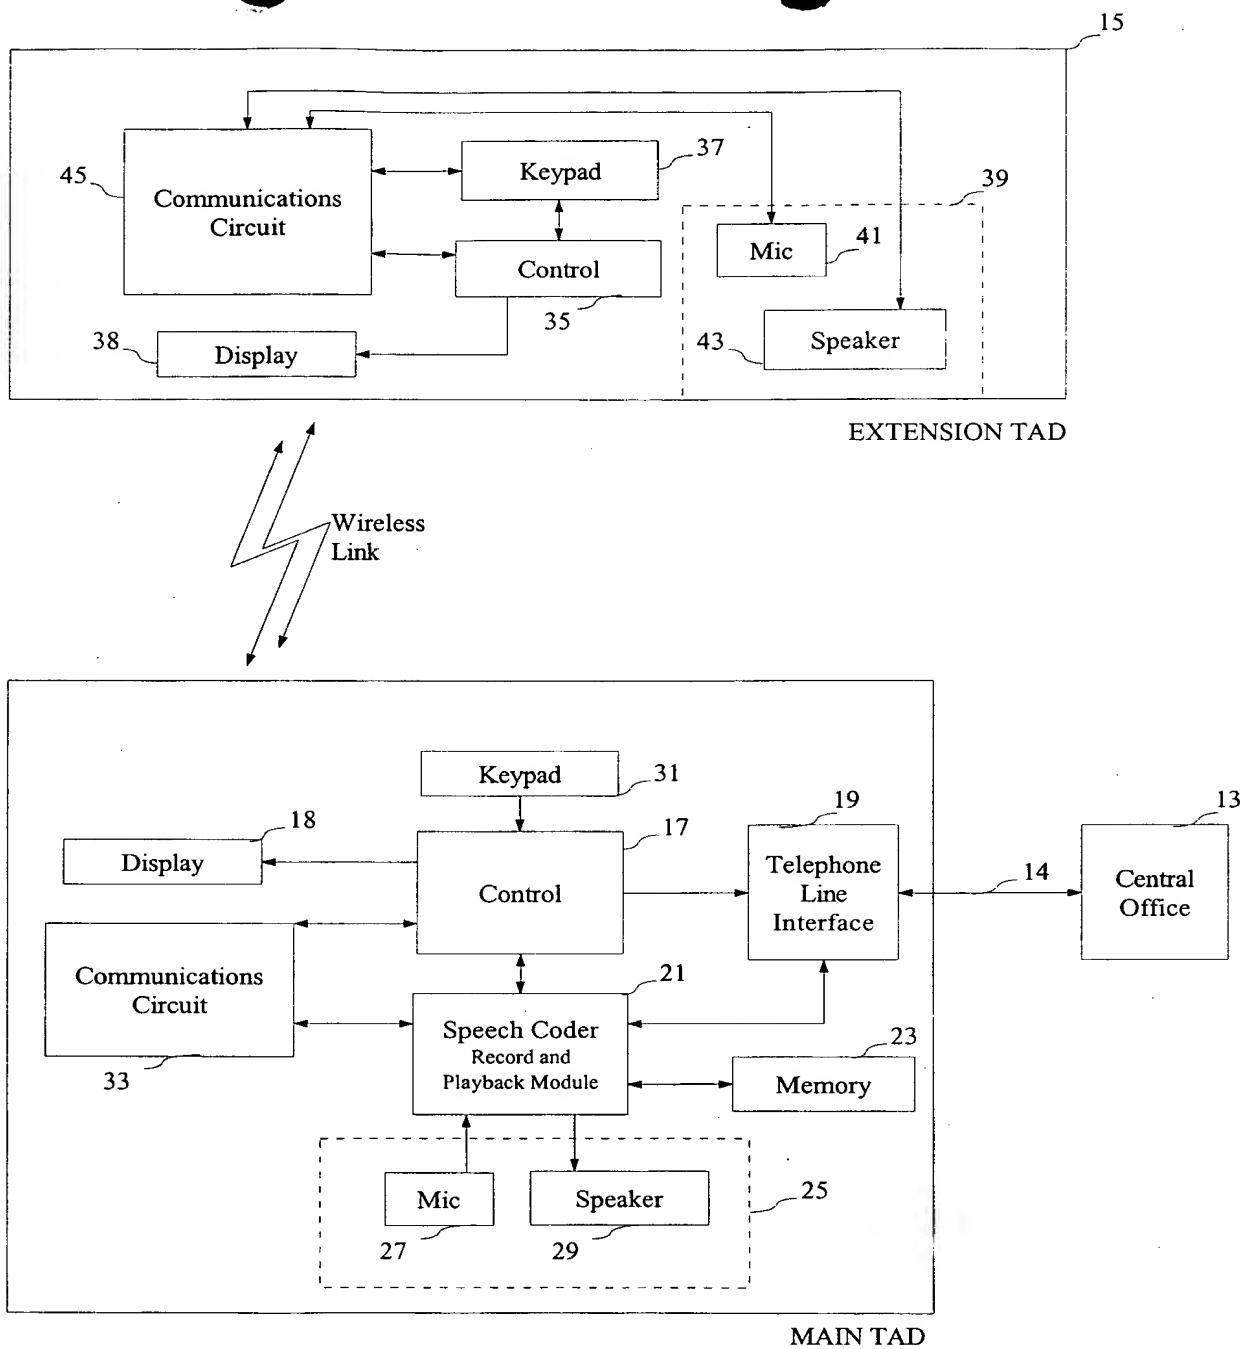 15
45
Communications
Circuit
Keypad
37
39
Mic
41
Control
35
Speaker
43
38
Display
EXTENSION TAD
Wireless
Link
Keypad
31
18
17
19
13
Display
Control
Telephone
Line
Interface
14
Central
Office
Communications
Circuit
21
Speech Coder
Record and
Playback Module
23
Memory
33
Mic
Speaker
25
27
29
MAIN TAD